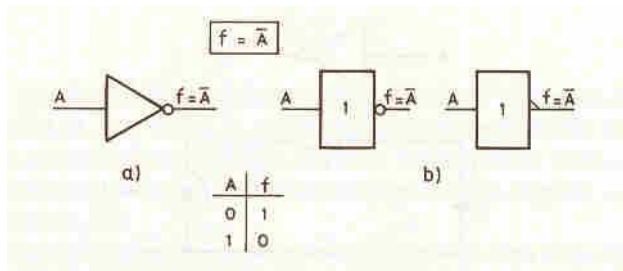 f = A̅
A f=A̅
A 1 f=A̅
A 1 f=A̅
a)
b)
A f
0 1
1 0